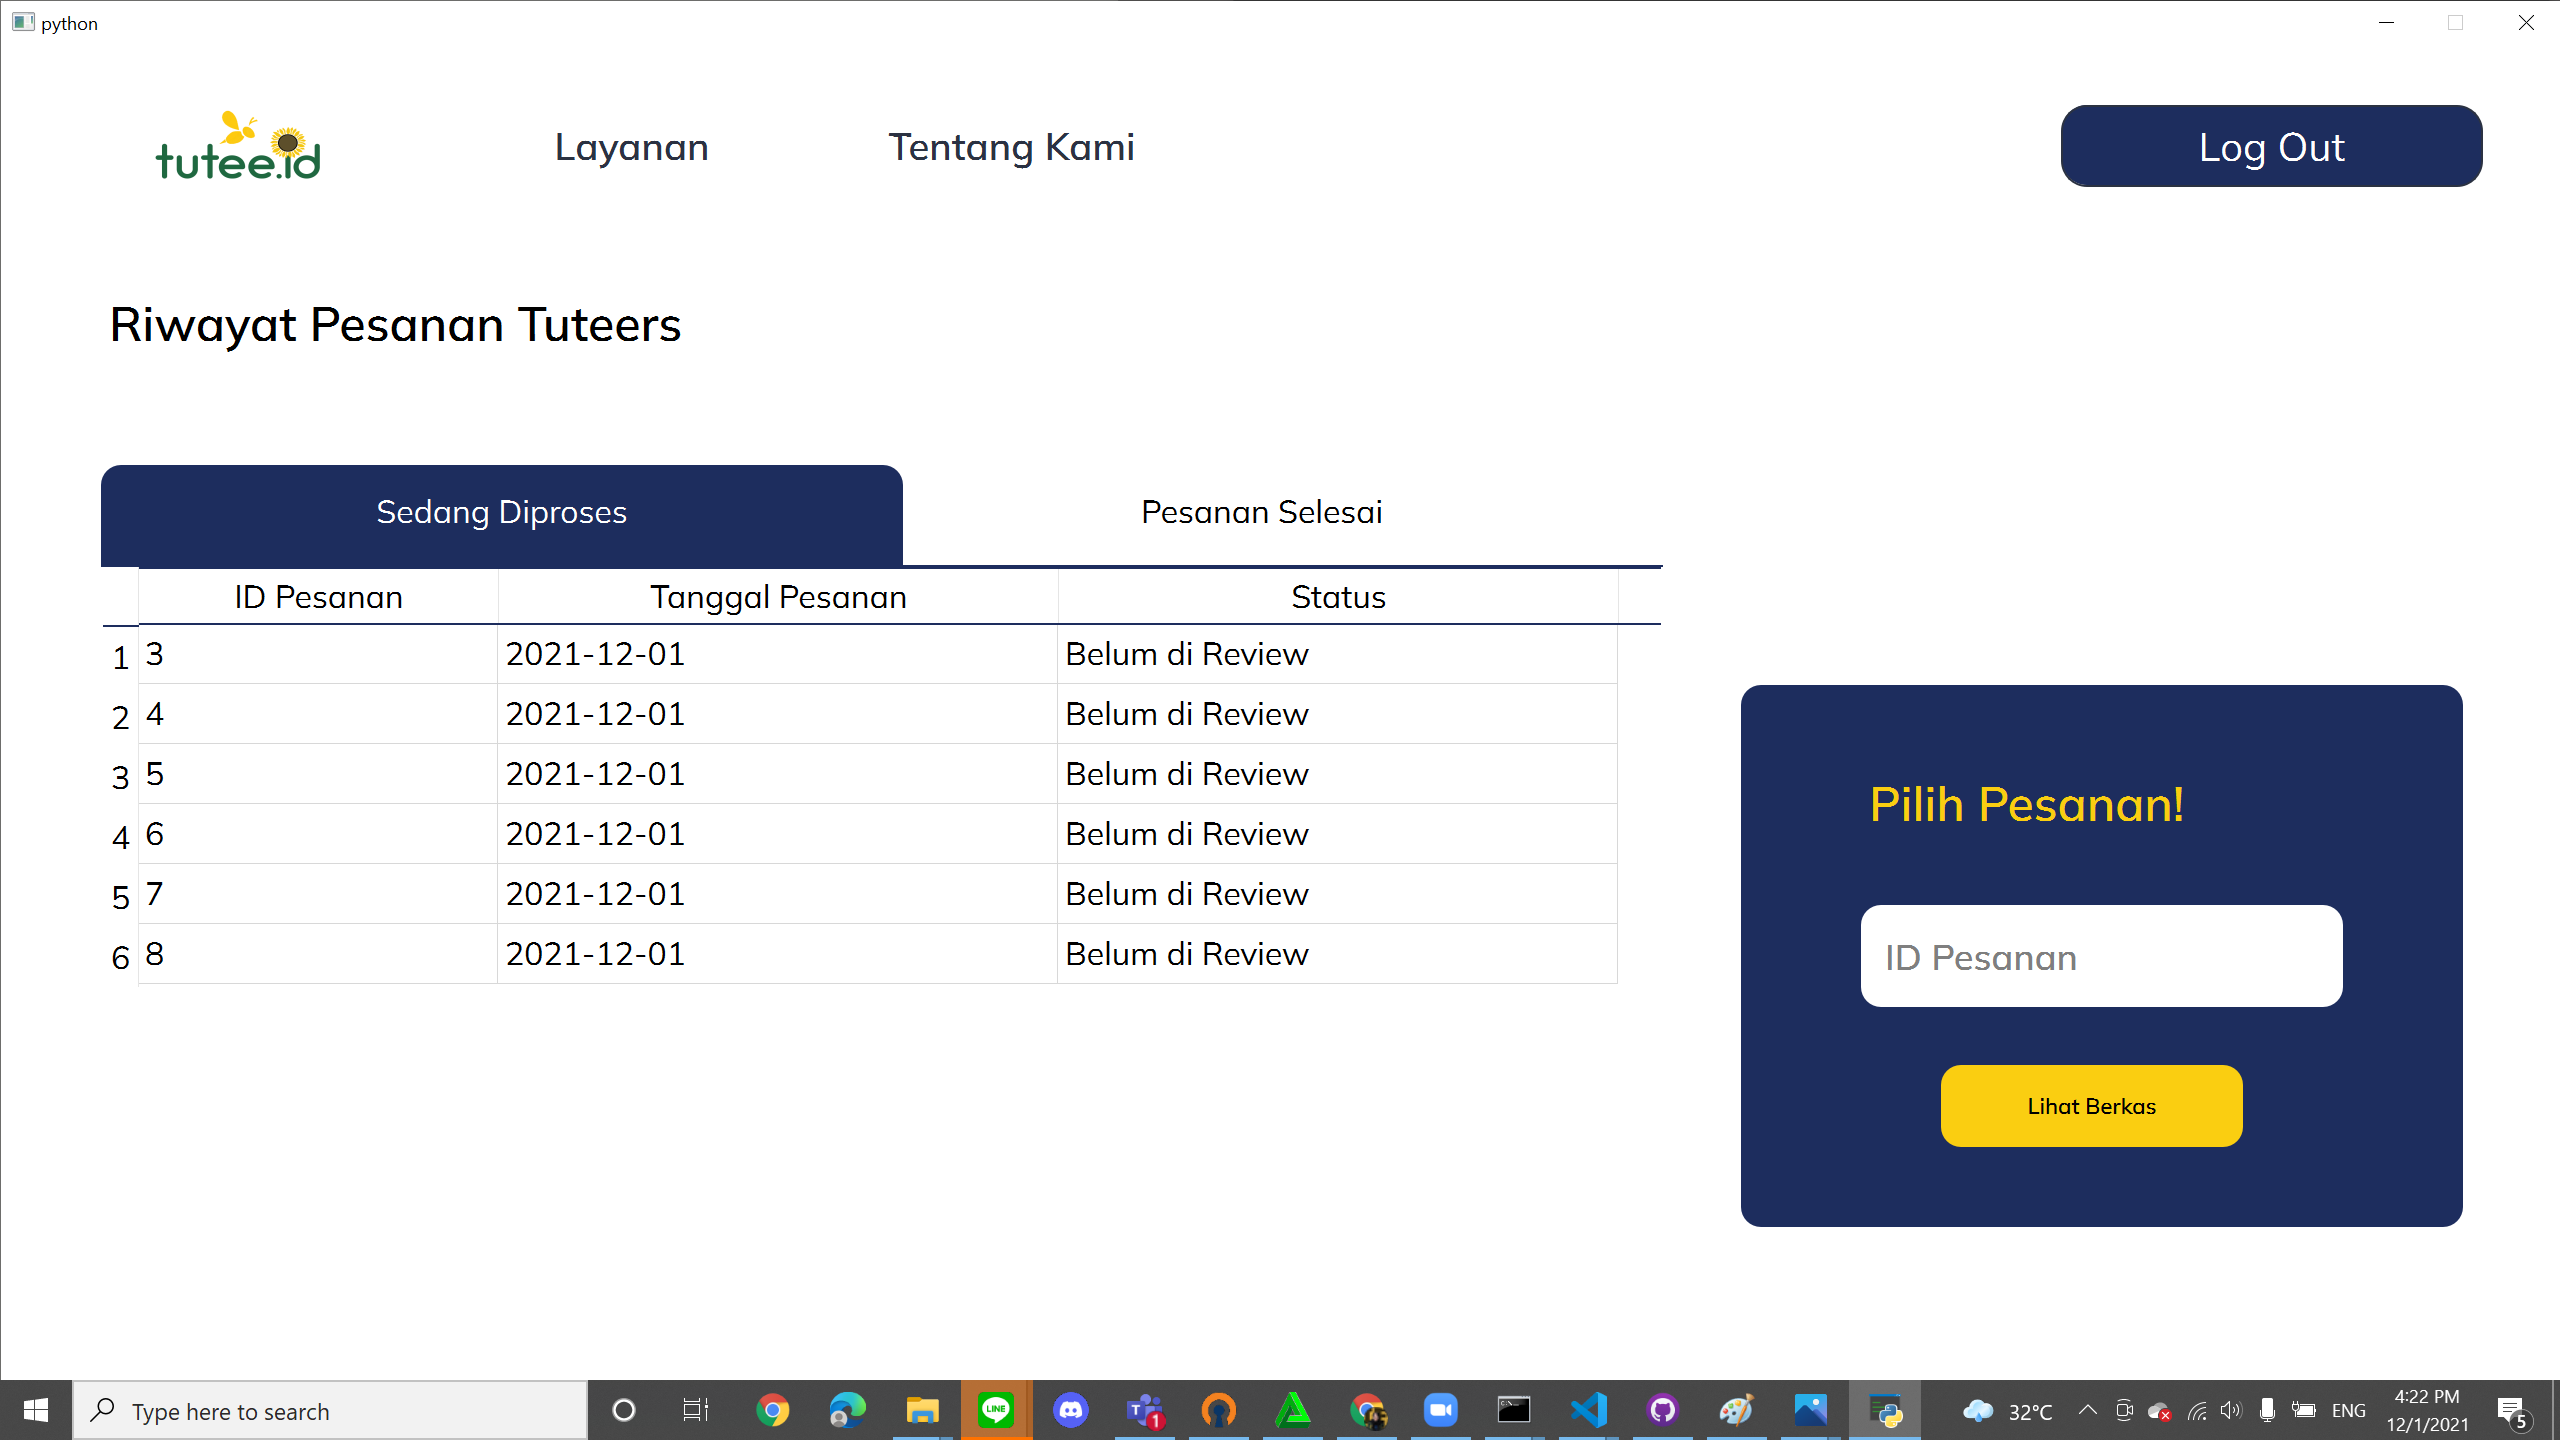 python
tutee.id
Layanan
Tentang Kami
Log Out
Riwayat Pesanan Tuteers
Sedang Diproses
Pesanan Selesai
ID Pesanan Tanggal Pesanan Status
1 3 2021-12-01 Belum di Review
2 4 2021-12-01 Belum di Review
3 5 2021-12-01 Belum di Review
4 6 2021-12-01 Belum di Review
5 7 2021-12-01 Belum di Review
6 8 2021-12-01 Belum di Review
Pilih Pesanan!
ID Pesanan
Lihat Berkas
Type here to search
LINE
T 1
32°C
ENG
4:22 PM
12/1/2021
5